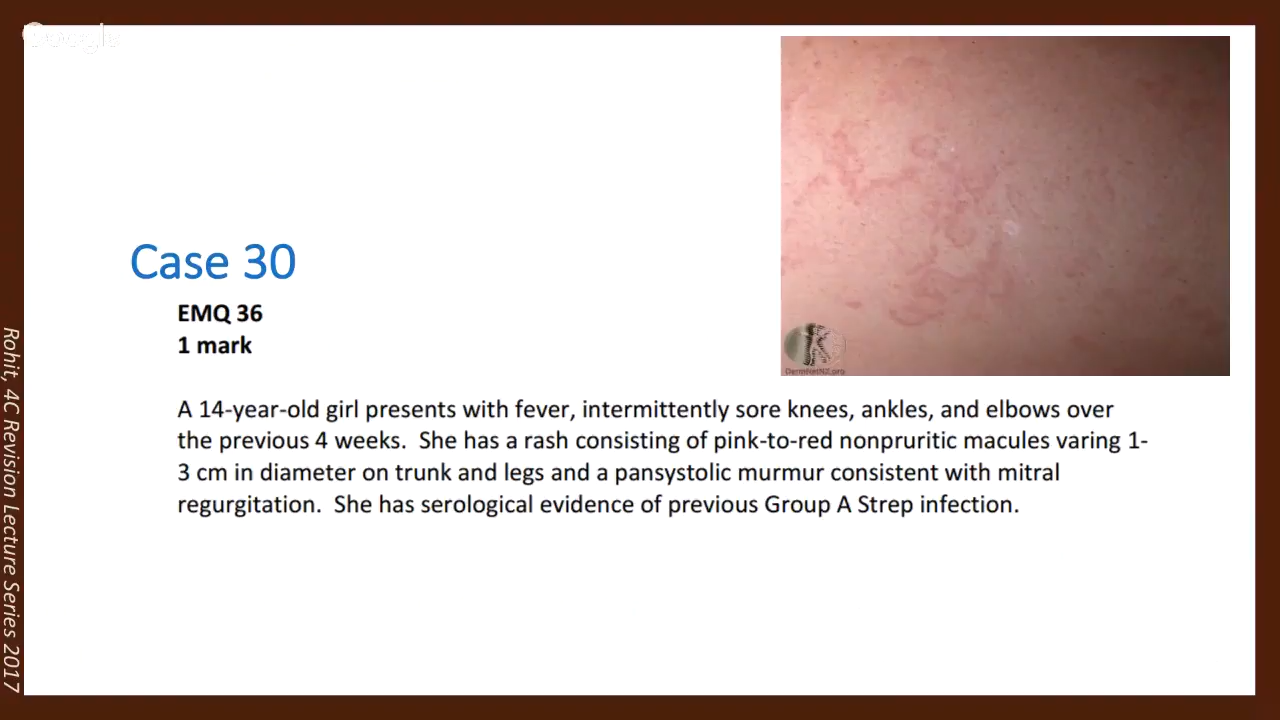 Google
Case 30
EMQ 36
1 mark
A 14-year-old girl presents with fever, intermittently sore knees, ankles, and elbows over
the previous 4 weeks.  She has a rash consisting of pink-to-red nonpruritic macules varing 1-
3 cm in diameter on trunk and legs and a pansystolic murmur consistent with mitral
regurgitation.  She has serological evidence of previous Group A Strep infection.
DermNetNZ.org
Rohit, 4C Revision Lecture Series 2017